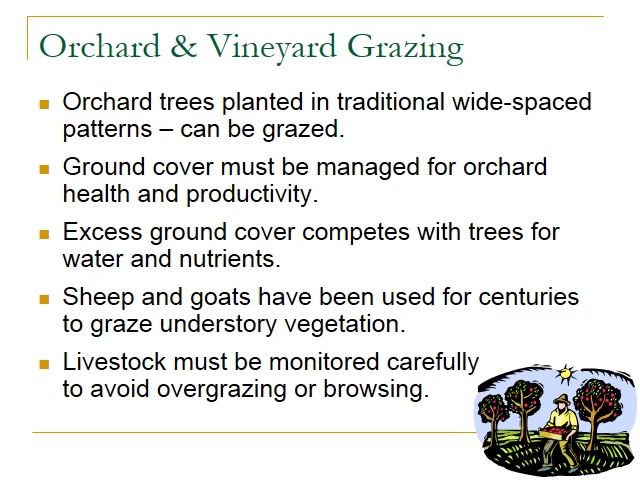 Orchard & Vineyard Grazing
Orchard trees planted in traditional wide-spaced
patterns – can be grazed.
Ground cover must be managed for orchard
health and productivity.
Excess ground cover competes with trees for
water and nutrients.
Sheep and goats have been used for centuries
to graze understory vegetation.
Livestock must be monitored carefully
to avoid overgrazing or browsing.